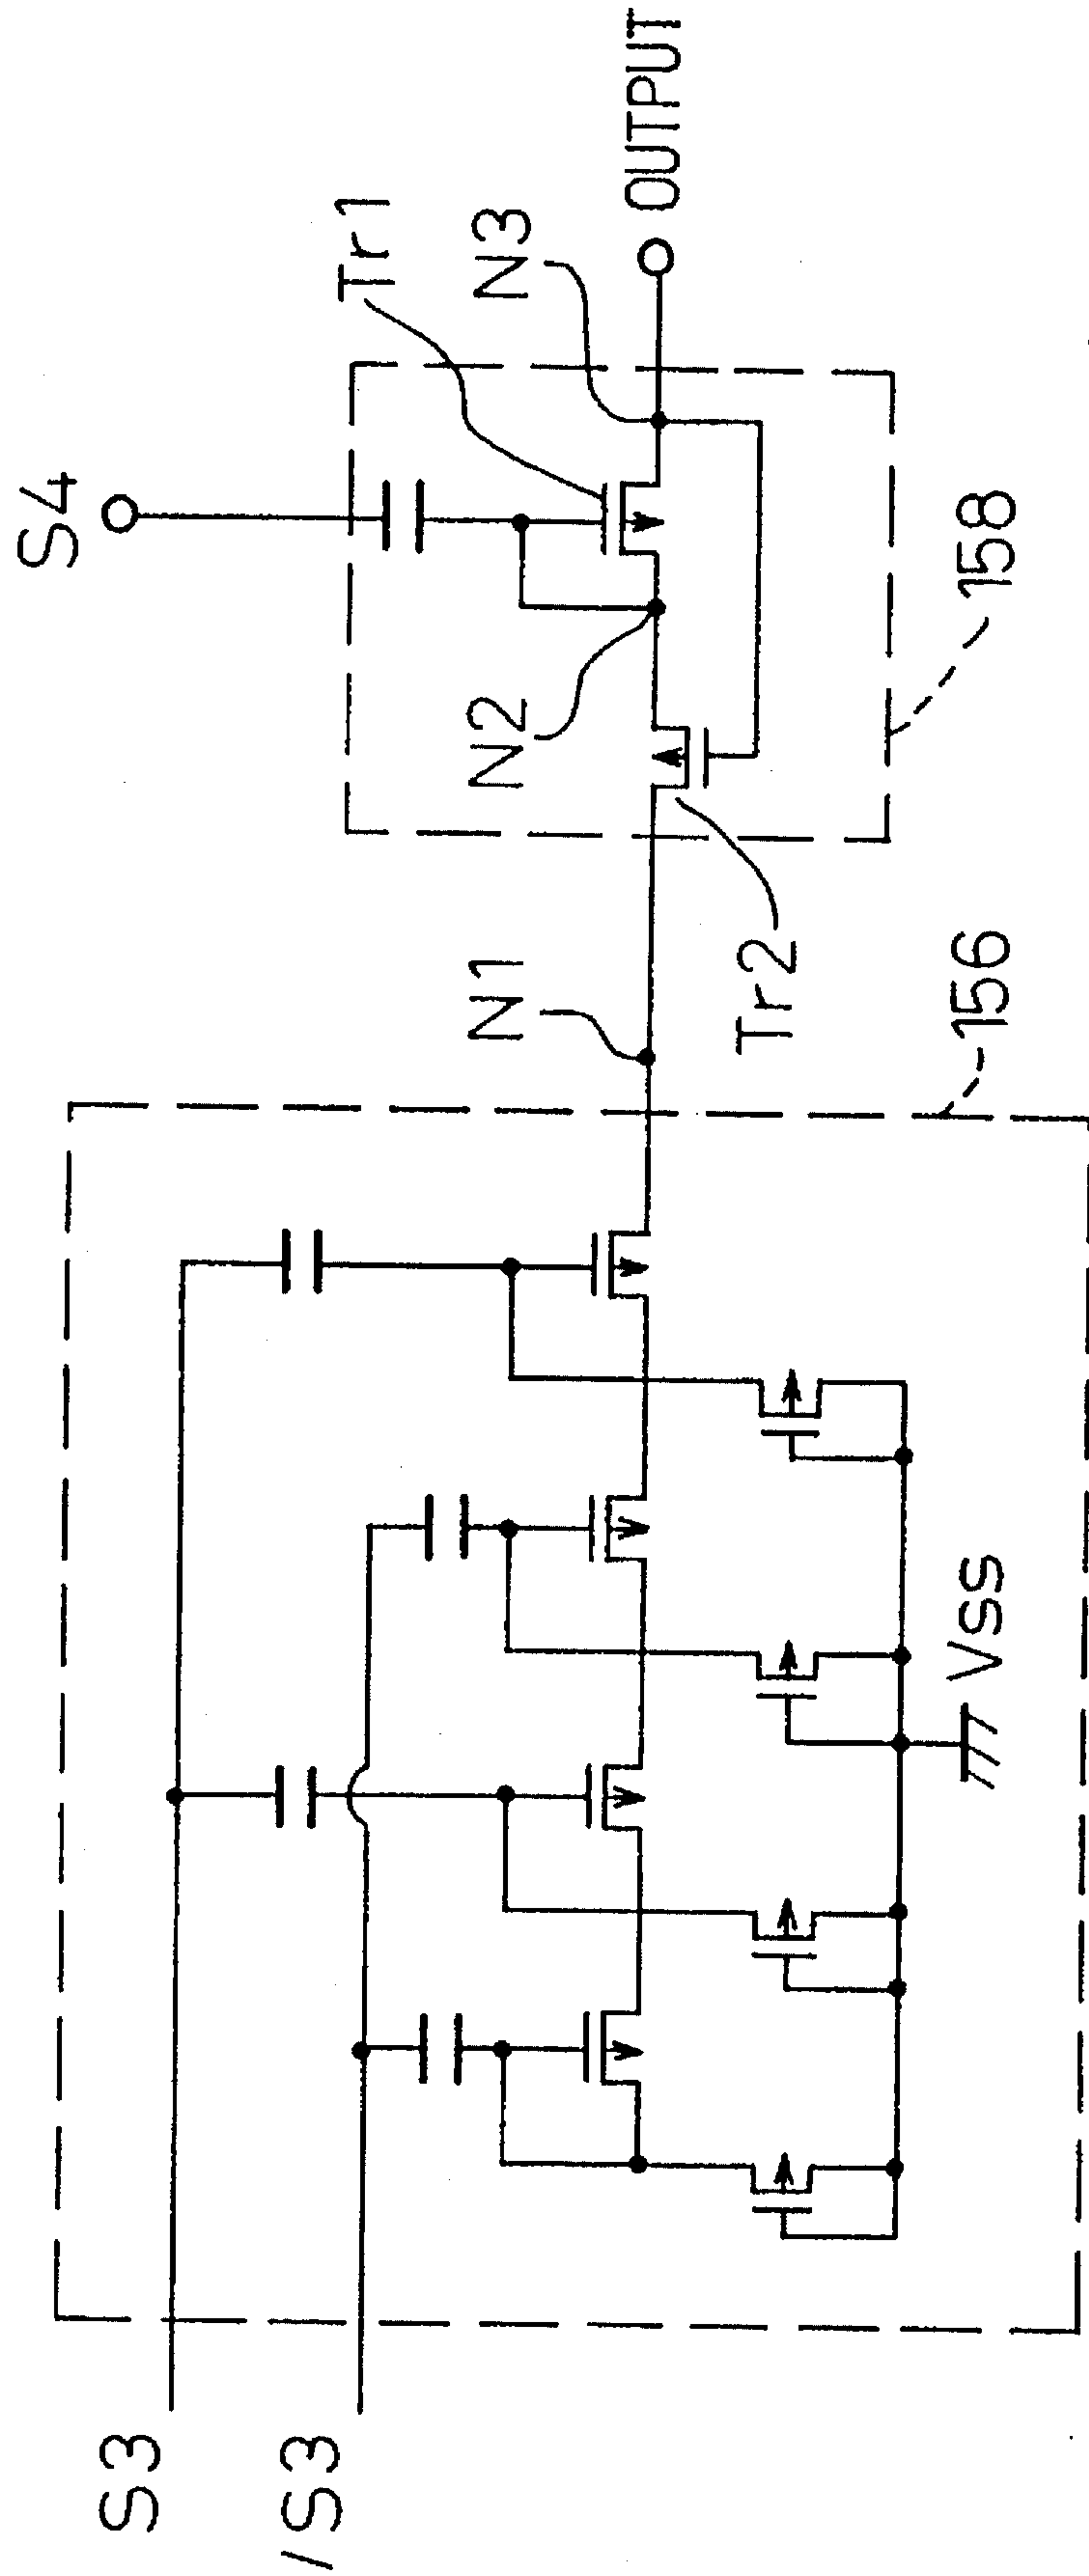 S3
/S3
S4
N1
N2
N3
Tr1
Tr2
OUTPUT
Vss
156
158